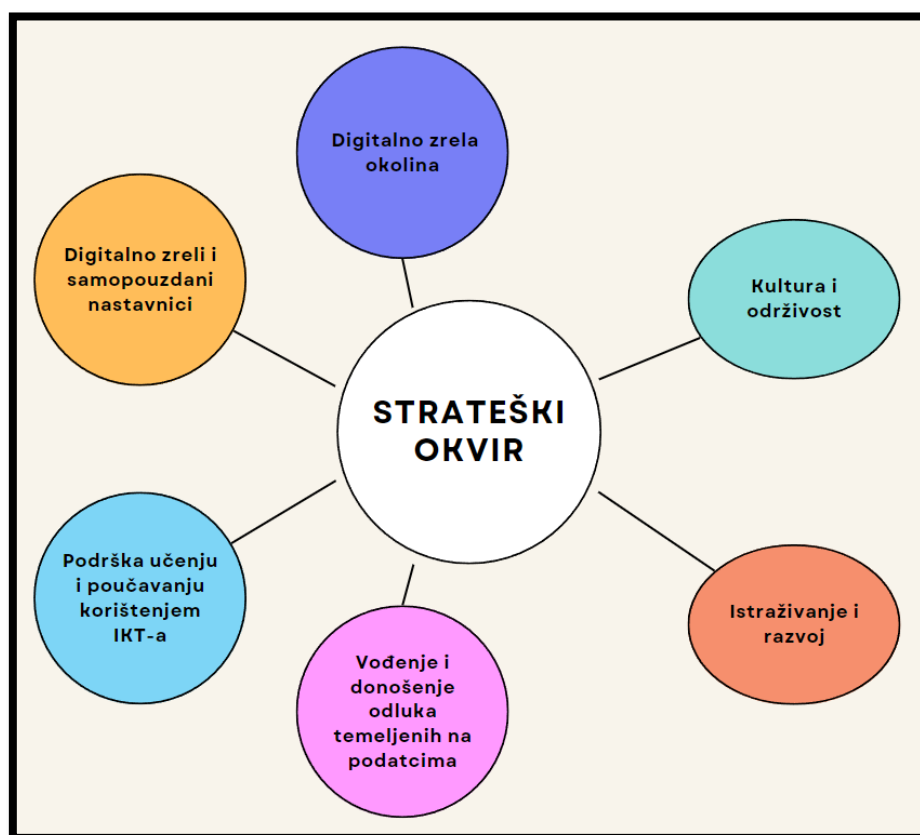 Digitalno zrela
okolina
Digitalno zreli i
samopouzdani
nastavnici
Kultura i
održivost
STRATEŠKI
OKVIR
Podrška učenju
i poučavanju
korištenjem
IKT-a
Istraživanje i
razvoj
Vođenje i
donošenje
odluka
temeljenih na
podatcima